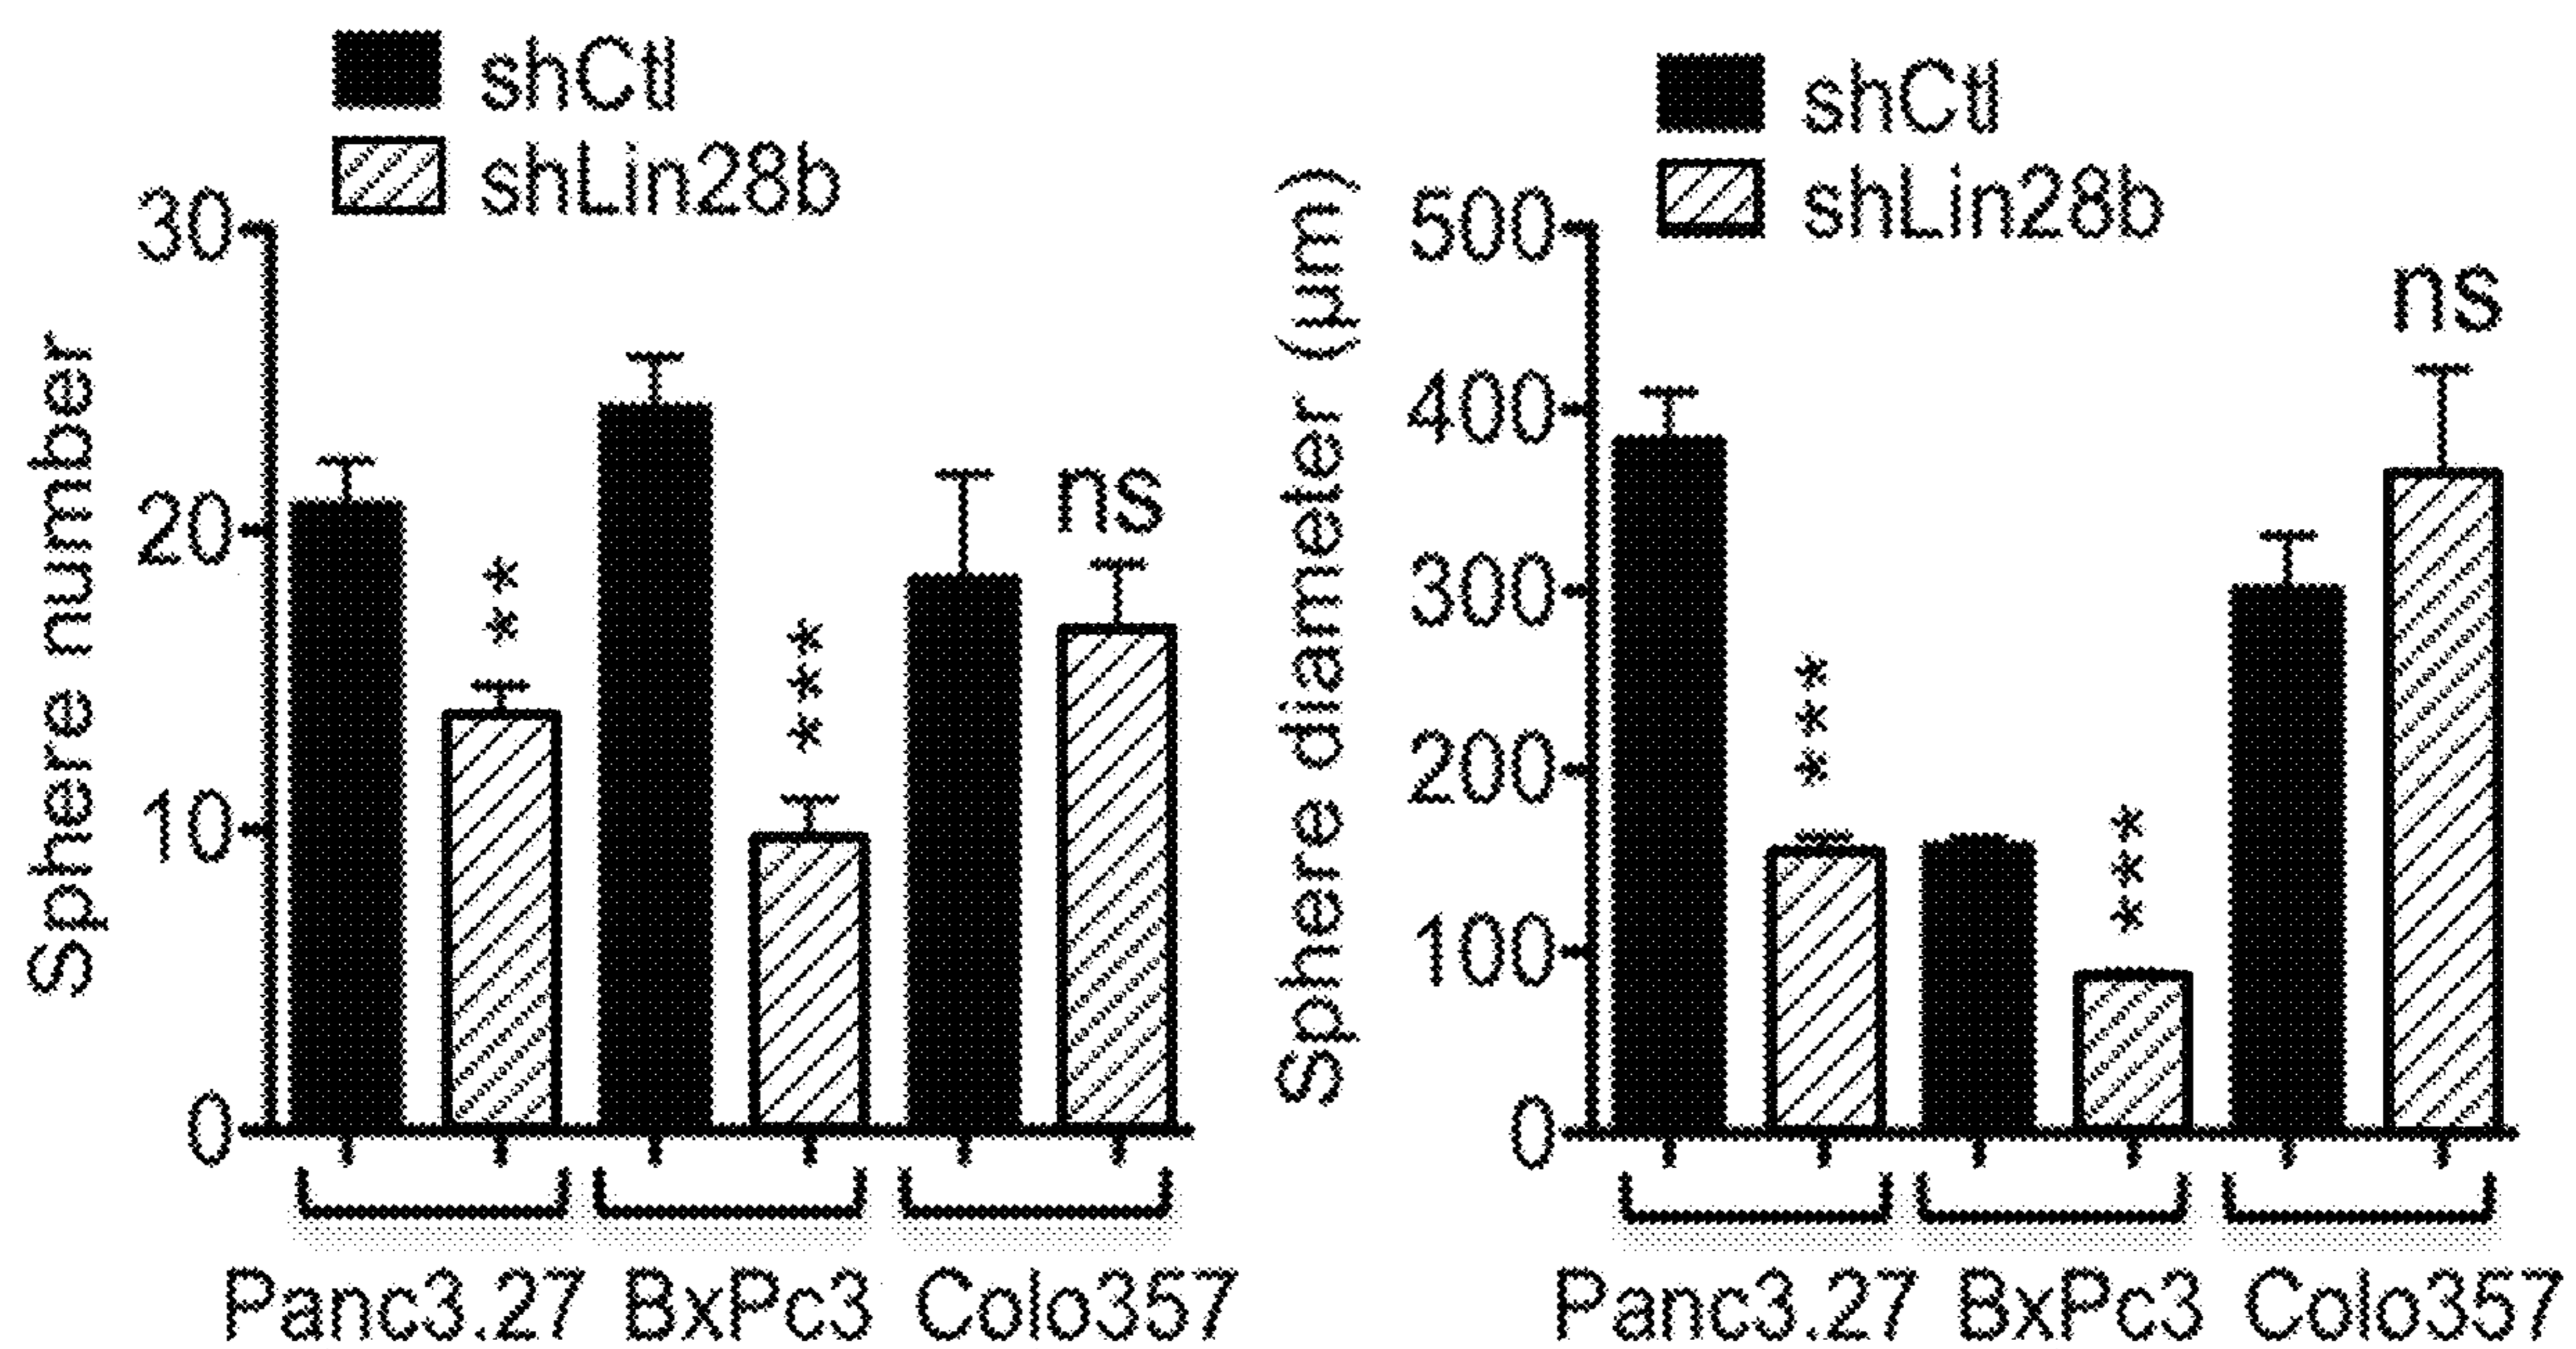 shCtl
shLin28b
Sphere number
30
20
10
0
**
***
ns
Panc3.27 BxPc3 Colo357
shCtl
shLin28b
Sphere diameter (µm)
500
400
300
200
100
0
***
***
ns
Panc3.27 BxPc3 Colo357